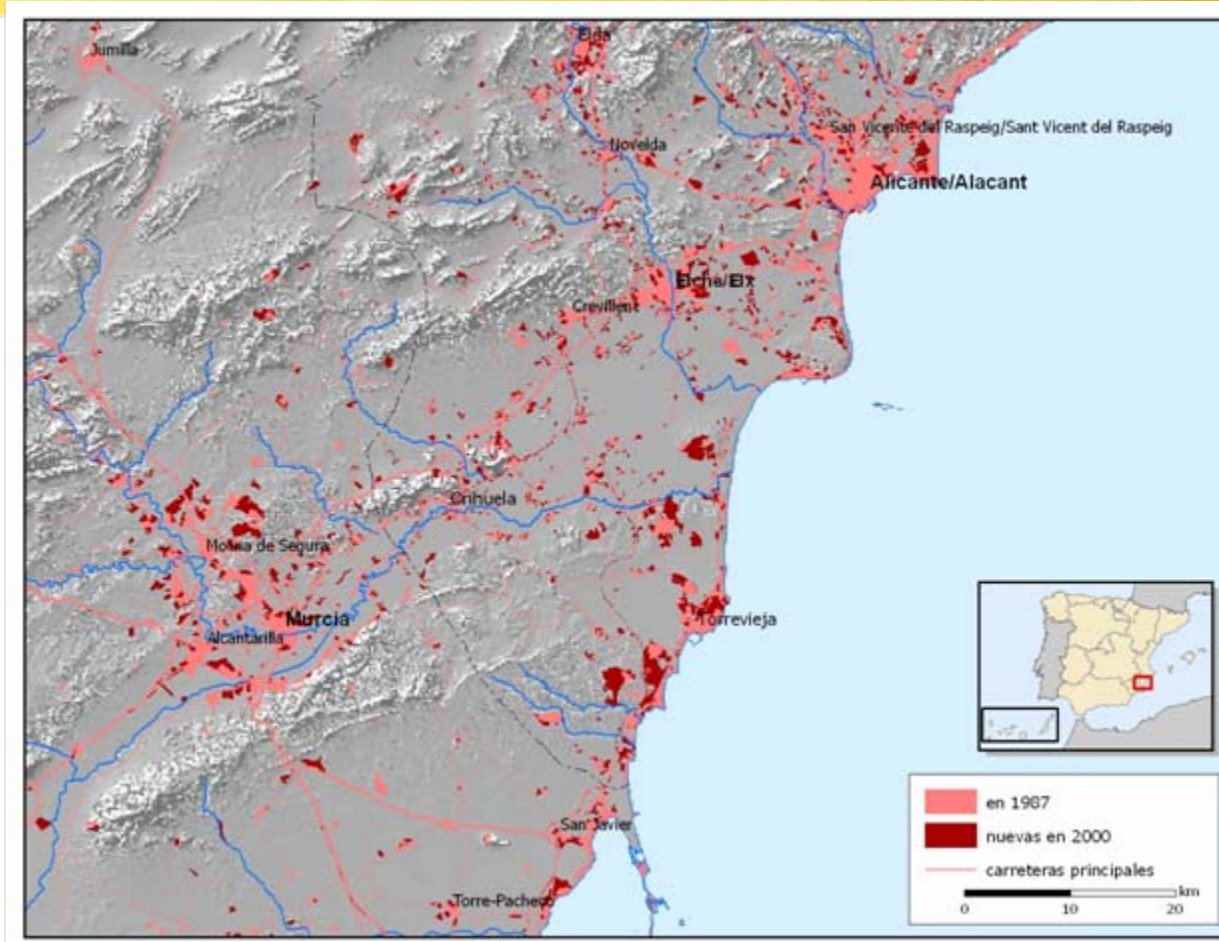 Jumilla
Elda
San Vicente del Raspeig/Sant Vicent del Raspeig
Novelda
Alicante/Alacant
Elche/Elx
Crevillent
Orihuela
Molina de Segura
Murcia
Torrevieja
Alcantarilla
San Javier
Torre-Pacheco
en 1987
nuevas en 2000
carreteras principales
km
0 10 20